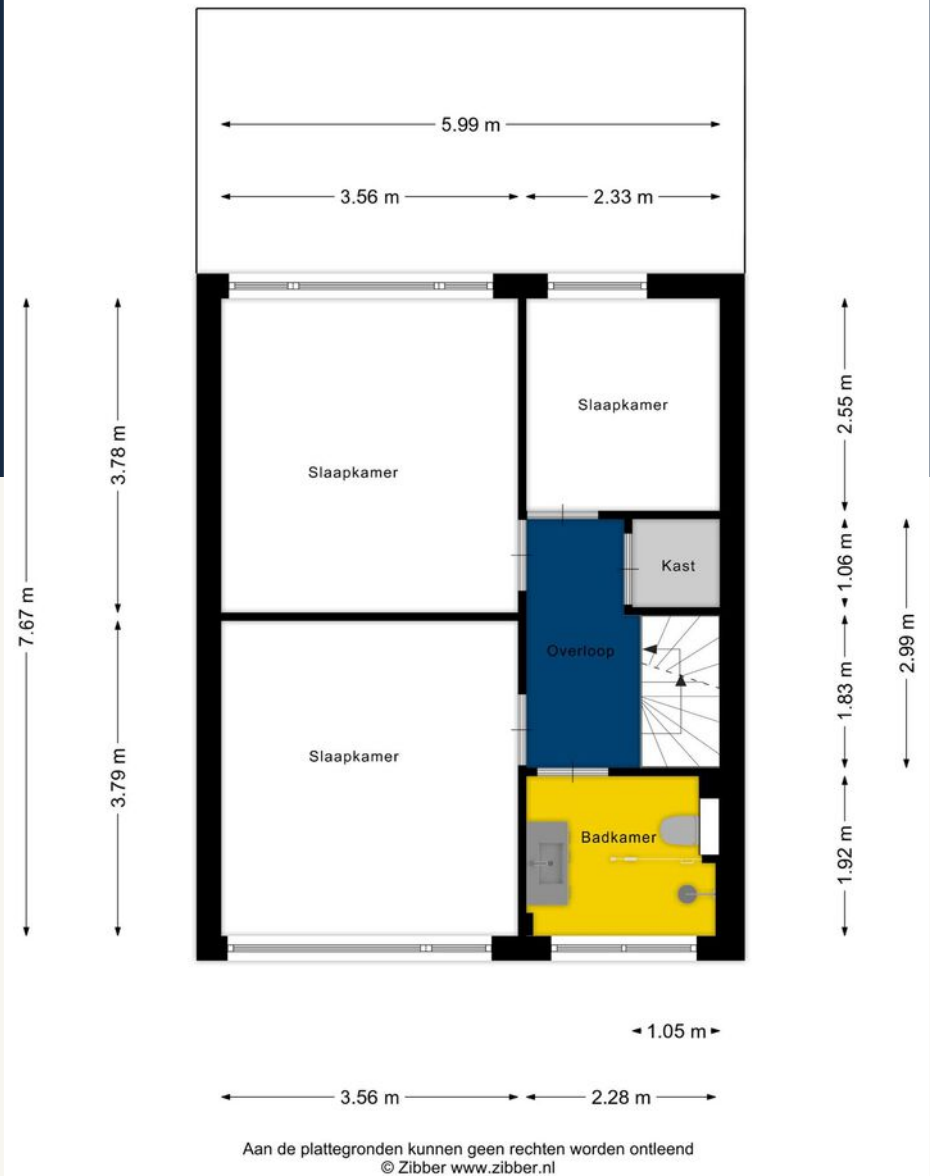 5.99 m
3.56 m
2.33 m
Slaapkamer
2.55 m
3.78 m
Slaapkamer
1.06 m
Kast
7.67 m
Overloop
2.99 m
1.83 m
Slaapkamer
3.79 m
Badkamer
1.92 m
1.05 m
3.56 m
2.28 m
Aan de plattegronden kunnen geen rechten worden ontleend
© Zibber www.zibber.nl